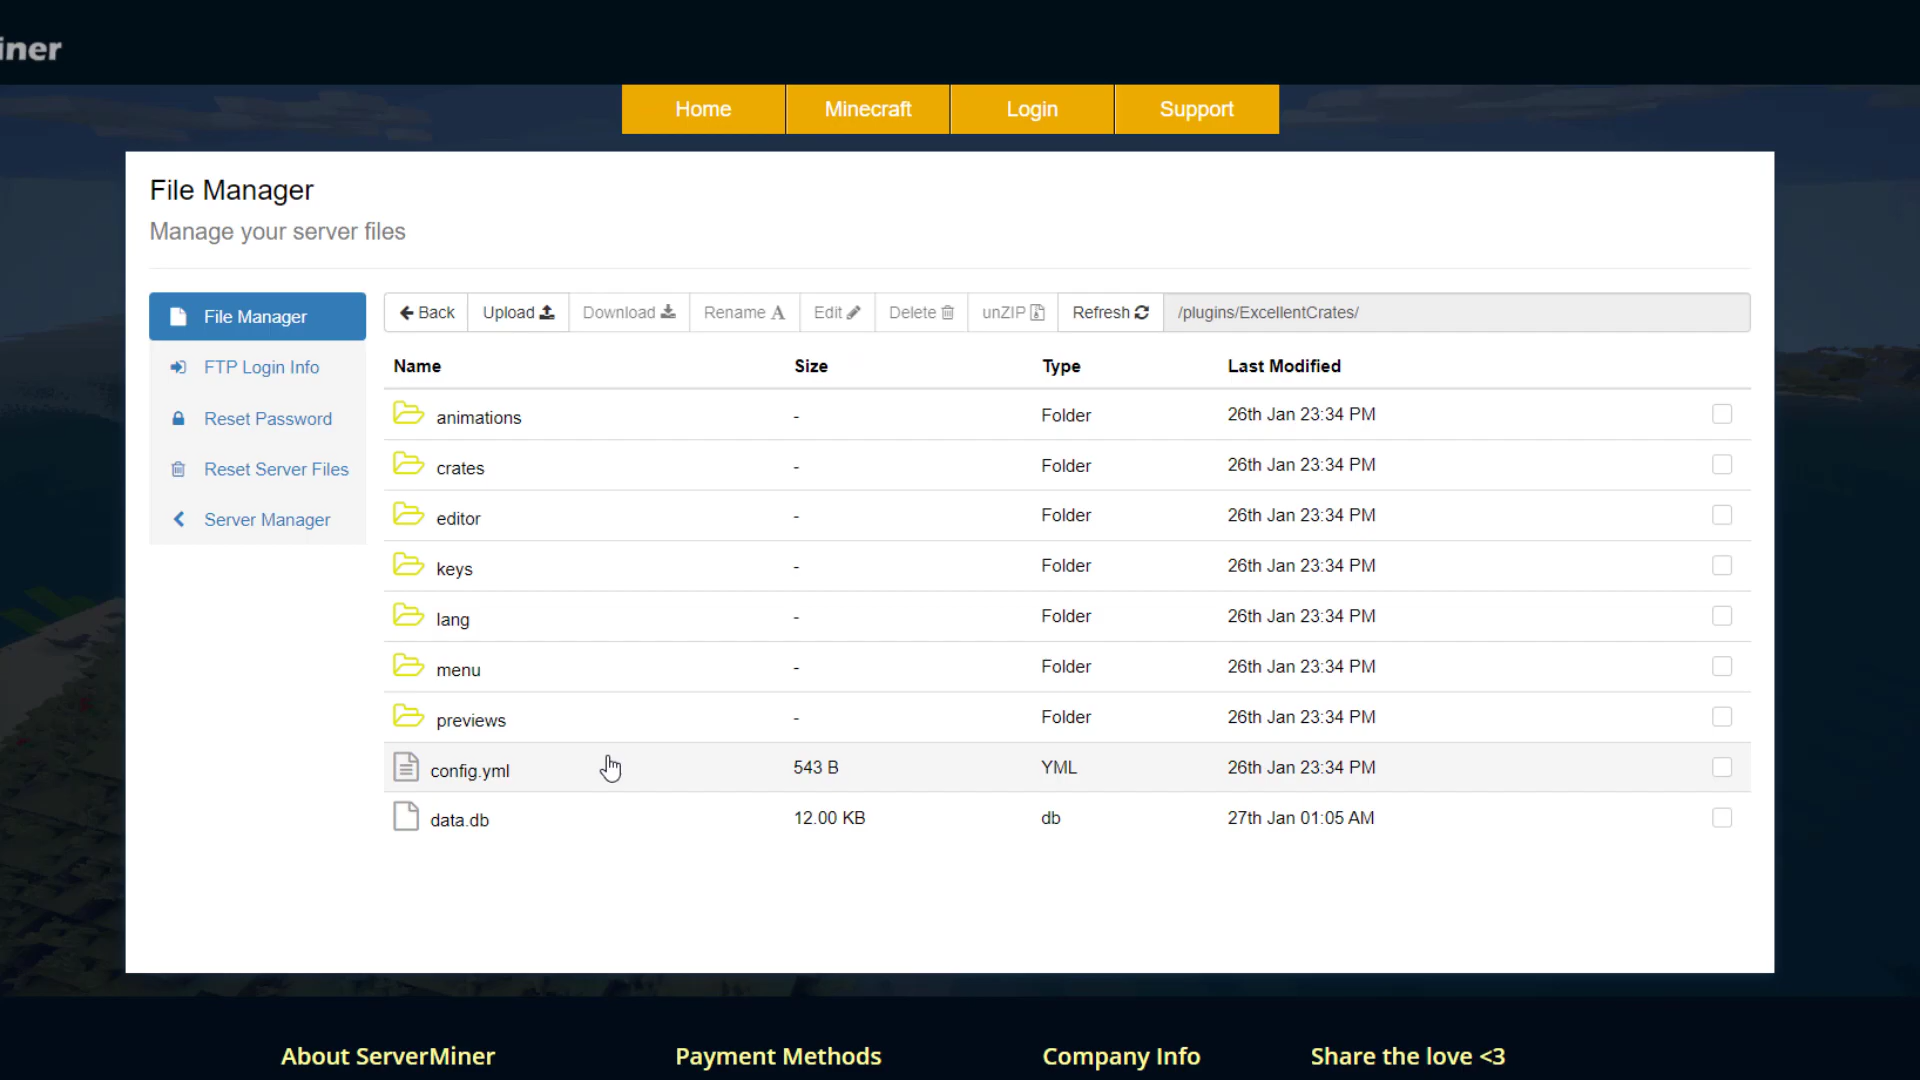 iner
Home Minecraft Login Support
File Manager
Manage your server files
File Manager
FTP Login Info
Reset Password
Reset Server Files
Server Manager
Back Upload Download Rename A Edit Delete unZIP Refresh /plugins/ExcellentCrates/
Name Size Type Last Modified
animations - Folder 26th Jan 23:34 PM
crates - Folder 26th Jan 23:34 PM
editor - Folder 26th Jan 23:34 PM
keys - Folder 26th Jan 23:34 PM
lang - Folder 26th Jan 23:34 PM
menu - Folder 26th Jan 23:34 PM
previews - Folder 26th Jan 23:34 PM
config.yml 543 B YML 26th Jan 23:34 PM
data.db 12.00 KB db 27th Jan 01:05 AM
About ServerMiner Payment Methods Company Info Share the love <3